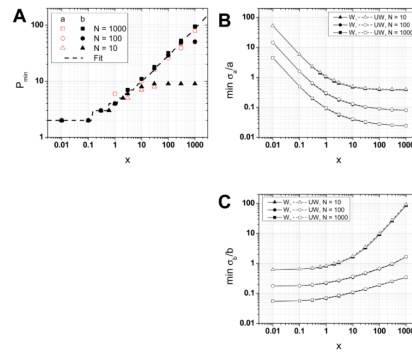 A
a b
N = 1000
N = 100
N = 10
Fit
P min
100
10
1
0.01 0.1 1 10 100 1000
x
B
W, UW, N = 10
W, UW, N = 100
W, UW, N = 1000
min σa/a
100
10
1
0.1
0.01
0.01 0.1 1 10 100 1000
x
C
W, UW, N = 10
W, UW, N = 100
W, UW, N = 1000
min σb/b
100
10
1
0.1
0.01
0.01 0.1 1 10 100 1000
x